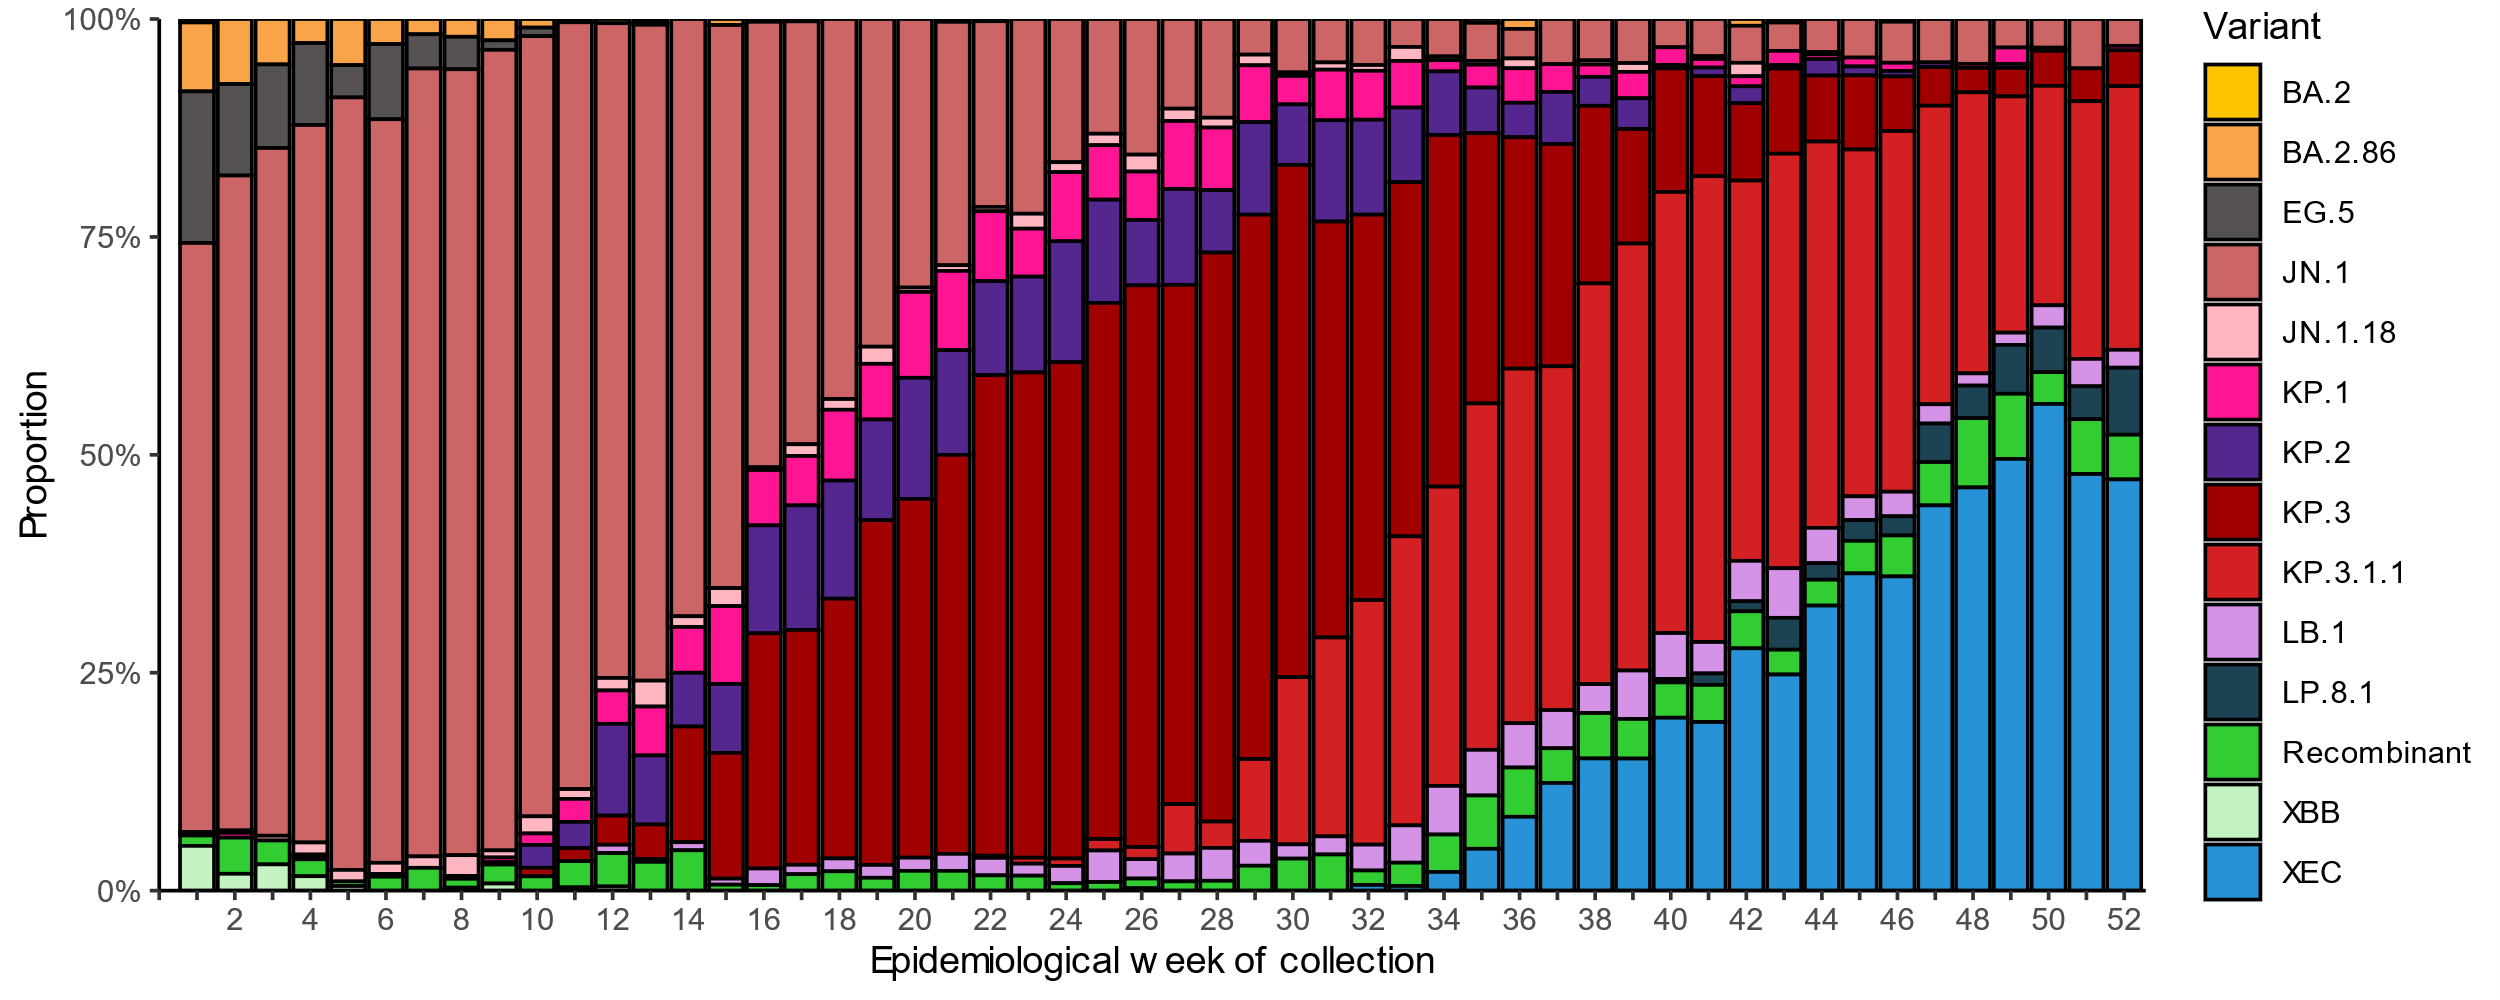 Proportion
100%
75%
50%
25%
0%
2 4 6 8 10 12 14 16 18 20 22 24 26 28 30 32 34 36 38 40 42 44 46 48 50 52
Epidemiological week of collection
Variant
BA.2
BA.2.86
EG.5
JN.1
JN.1.18
KP.1
KP.2
KP.3
KP.3.1.1
LB.1
LP.8.1
Recombinant
XBB
XEC